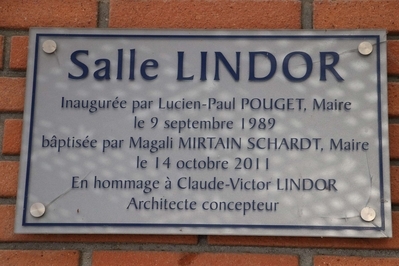 Salle LINDOR
Inaugurée par Lucien-Paul POUGET, Maire
le 9 septembre 1989
bâptisée par Magali MIRTAIN SCHARDT, Maire
le 14 octobre 2011
En hommage à Claude-Victor LINDOR
Architecte concepteur